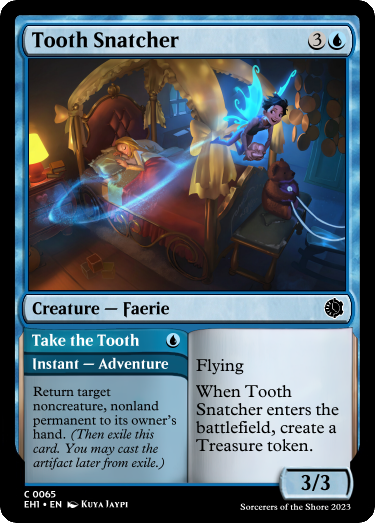 Tooth Snatcher 3
Creature — Faerie
Take the Tooth
Instant — Adventure
Return target
noncreature, nonland
permanent to its owner's
hand. (Then exile this
card. You may cast the
artifact later from exile.)
Flying
When Tooth
Snatcher enters the
battlefield, create a
Treasure token.
3/3
C 0065
EH1 • EN Kuya Jaypi
Sorcerers of the Shore 2023